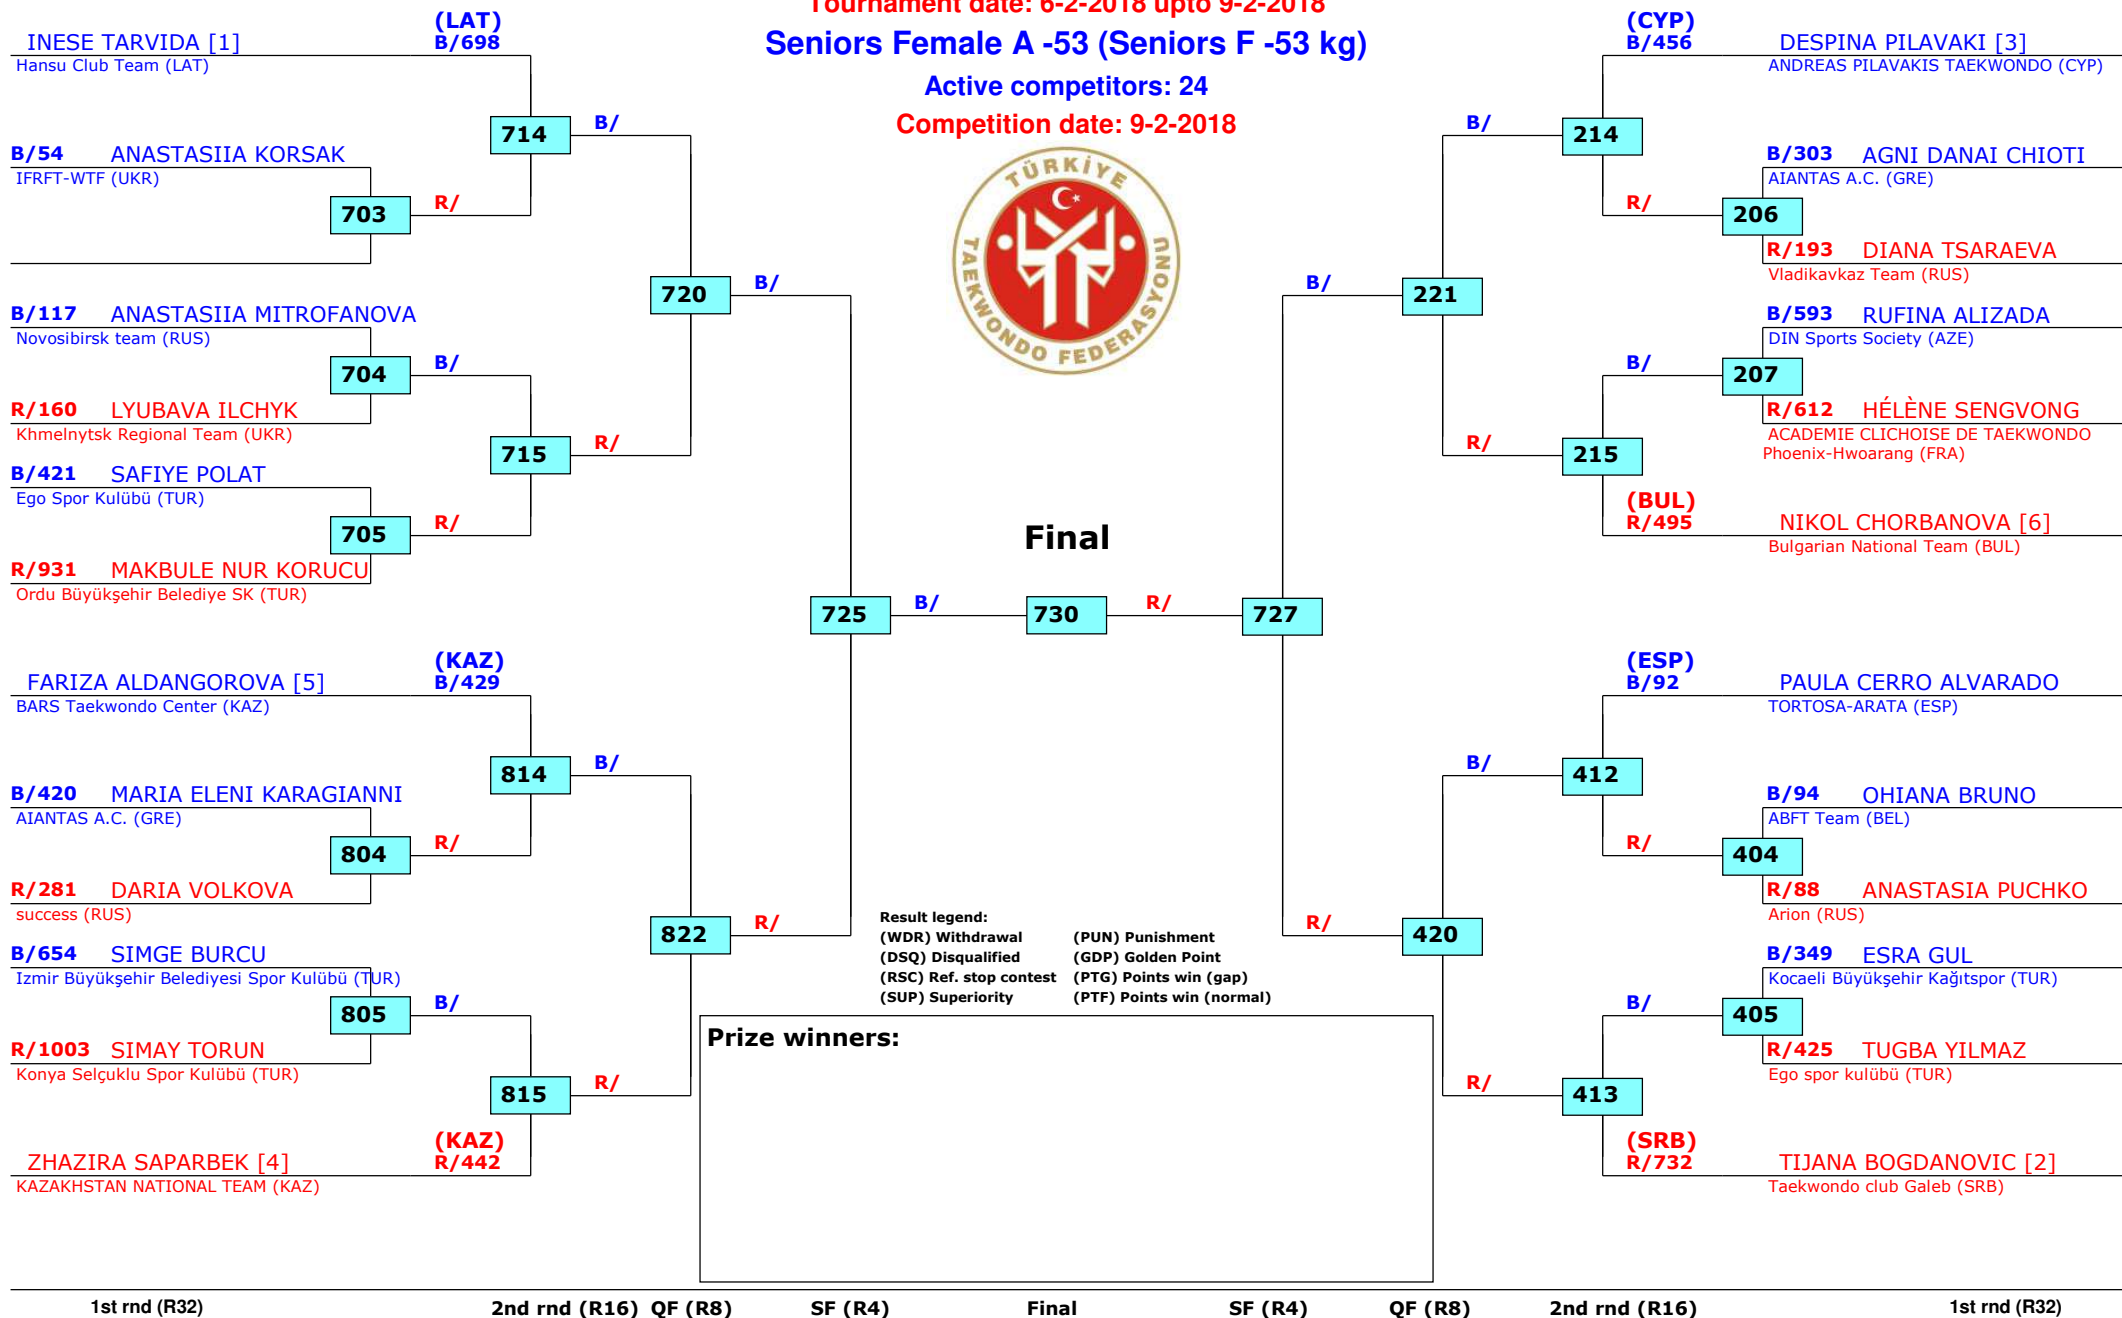 Tournament date: 6-2-2018 upto 9-2-2018
Seniors Female A -53 (Seniors F -53 kg)
Active competitors: 24
Competition date: 9-2-2018
TÜRKİYE
TAEKWONDO FEDERASYONU
(LAT)
INESE TARVIDA [1] B/698
Hansu Club Team (LAT)
714 B/
B/54 ANASTASIIA KORSAK
IFRFT-WTF (UKR)
703 R/
720 B/
B/117 ANASTASIIA MITROFANOVA
Novosibirsk team (RUS)
704 B/
R/160 LYUBAVA ILCHYK
Khmelnytsk Regional Team (UKR)
715 R/
B/421 SAFIYE POLAT
Ego Spor Kulübü (TUR)
705 R/
R/931 MAKBULE NUR KORUCU
Ordu Büyükşehir Belediye SK (TUR)
725 B/
(KAZ)
FARIZA ALDANGOROVA [5] B/429
BARS Taekwondo Center (KAZ)
814 B/
B/420 MARIA ELENI KARAGIANNI
AIANTAS A.C. (GRE)
804 R/
R/281 DARIA VOLKOVA
success (RUS)
822 R/
B/654 SIMGE BURCU
Izmir Büyükşehir Belediyesi Spor Kulübü (TUR)
805 B/
R/1003 SIMAY TORUN
Konya Selçuklu Spor Kulübü (TUR)
815 R/
(KAZ)
ZHAZIRA SAPARBEK [4] R/442
KAZAKHSTAN NATIONAL TEAM (KAZ)
Final
730
(CYP)
B/456 DESPINA PILAVAKI [3]
ANDREAS PILAVAKIS TAEKWONDO (CYP)
B/ 214
B/303 AGNI DANAI CHIOTI
AIANTAS A.C. (GRE)
R/ 206
R/193 DIANA TSARAEVA
Vladikavkaz Team (RUS)
B/ 221
B/593 RUFINA ALIZADA
DIN Sports Society (AZE)
B/ 207
R/612 HÉLÈNE SENGVONG
ACADEMIE CLICHOISE DE TAEKWONDO
Phoenix-Hwoarang (FRA)
R/ 215
(BUL)
R/495 NIKOL CHORBANOVA [6]
Bulgarian National Team (BUL)
R/ 727
(ESP)
B/92 PAULA CERRO ALVARADO
TORTOSA-ARATA (ESP)
B/ 412
B/94 OHIANA BRUNO
ABFT Team (BEL)
R/ 404
R/88 ANASTASIA PUCHKO
Arion (RUS)
R/ 420
B/349 ESRA GUL
Kocaeli Büyükşehir Kağıtspor (TUR)
B/ 405
R/425 TUGBA YILMAZ
Ego spor kulübü (TUR)
R/ 413
(SRB)
R/732 TIJANA BOGDANOVIC [2]
Taekwondo club Galeb (SRB)
Result legend:
(WDR) Withdrawal (PUN) Punishment
(DSQ) Disqualified (GDP) Golden Point
(RSC) Ref. stop contest (PTG) Points win (gap)
(SUP) Superiority (PTF) Points win (normal)
Prize winners:
1st rnd (R32) 2nd rnd (R16) QF (R8) SF (R4) Final SF (R4) QF (R8) 2nd rnd (R16) 1st rnd (R32)